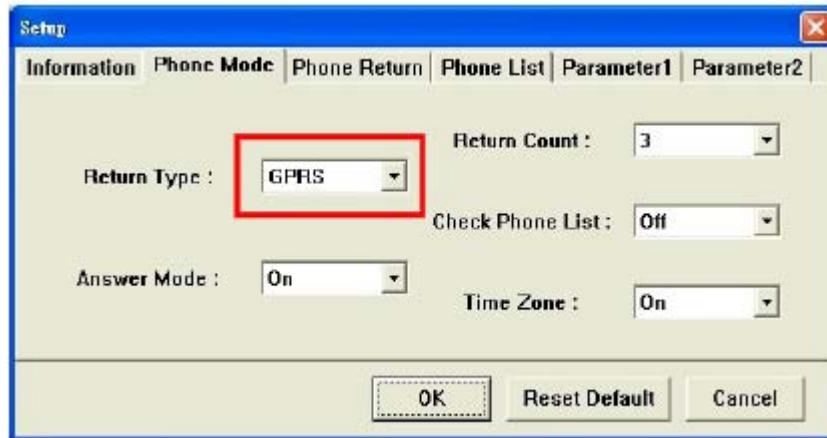 Setup
Information Phone Mode Phone Return Phone List Parameter1 Parameter2
Return Type :
GPRS
Answer Mode :
On
Return Count :
3
Check Phone List :
Off
Time Zone :
On
OK Reset Default Cancel